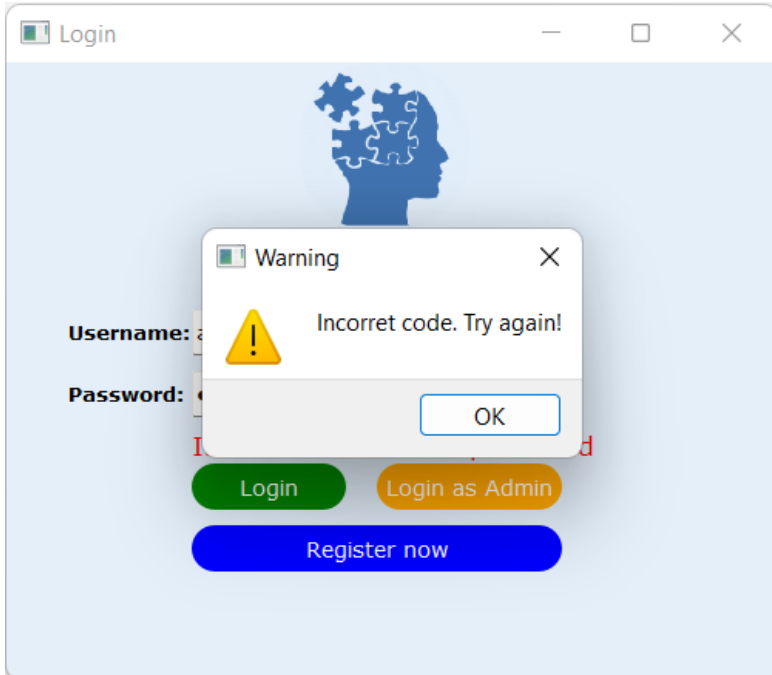 Login
Warning
Incorret code. Try again!
Username: a
Password:
OK
I d
Login
Login as Admin
Register now